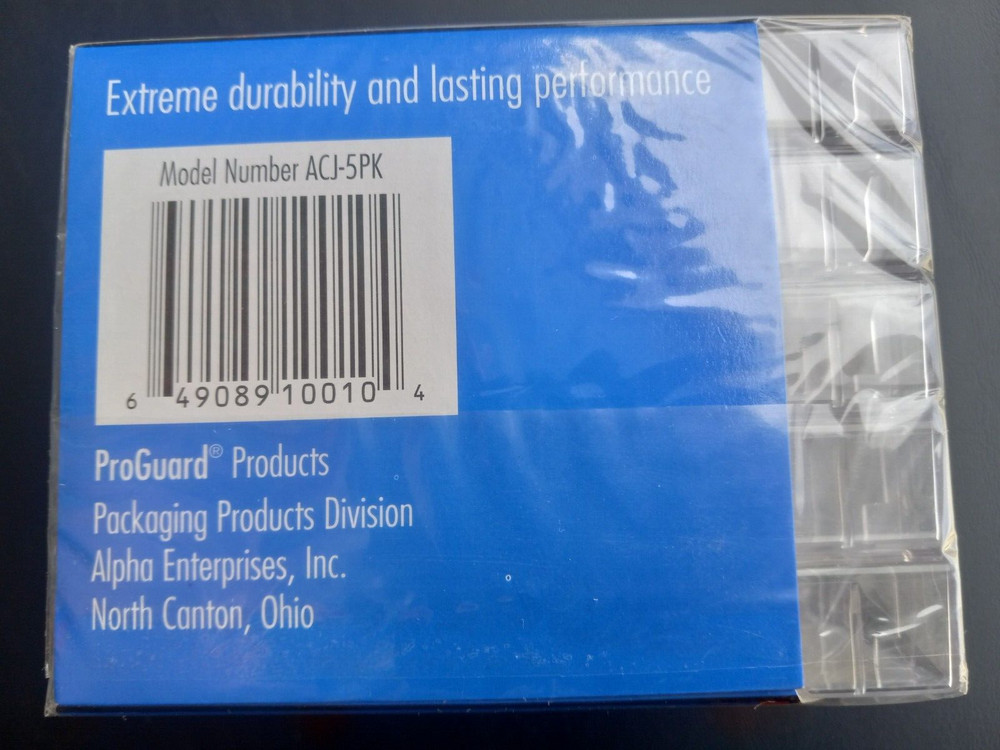 Extreme durability and lasting performance
Model Number ACJ-5PK
6 49089 10010 4
ProGuard® Products
Packaging Products Division
Alpha Enterprises, Inc.
North Canton, Ohio